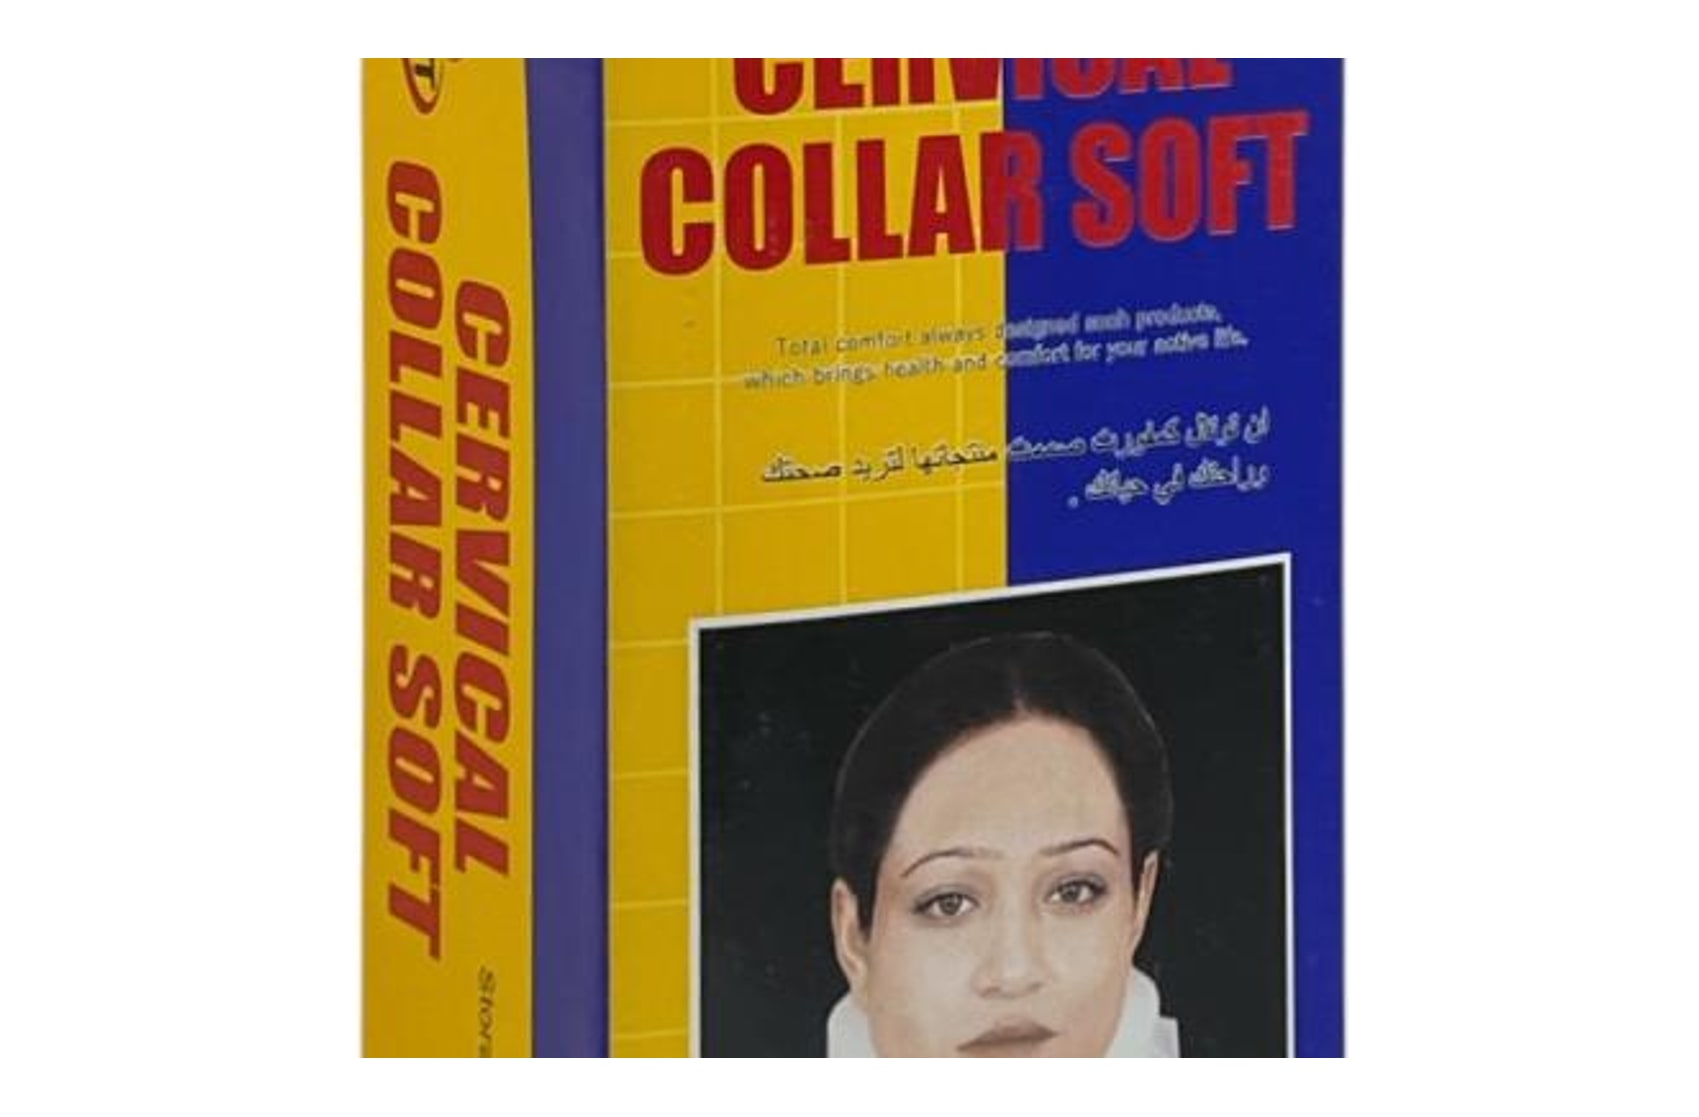 T
COLLAR SOFT
CERVICAL
Stora
CERVICAL
COLLAR SOFT
Total comfort always designed such products,
which brings health and comfort for your active life.
ان توتال كمفورت صممت منتجاتها لتزيد صحتك
وراحتك في حياتك .